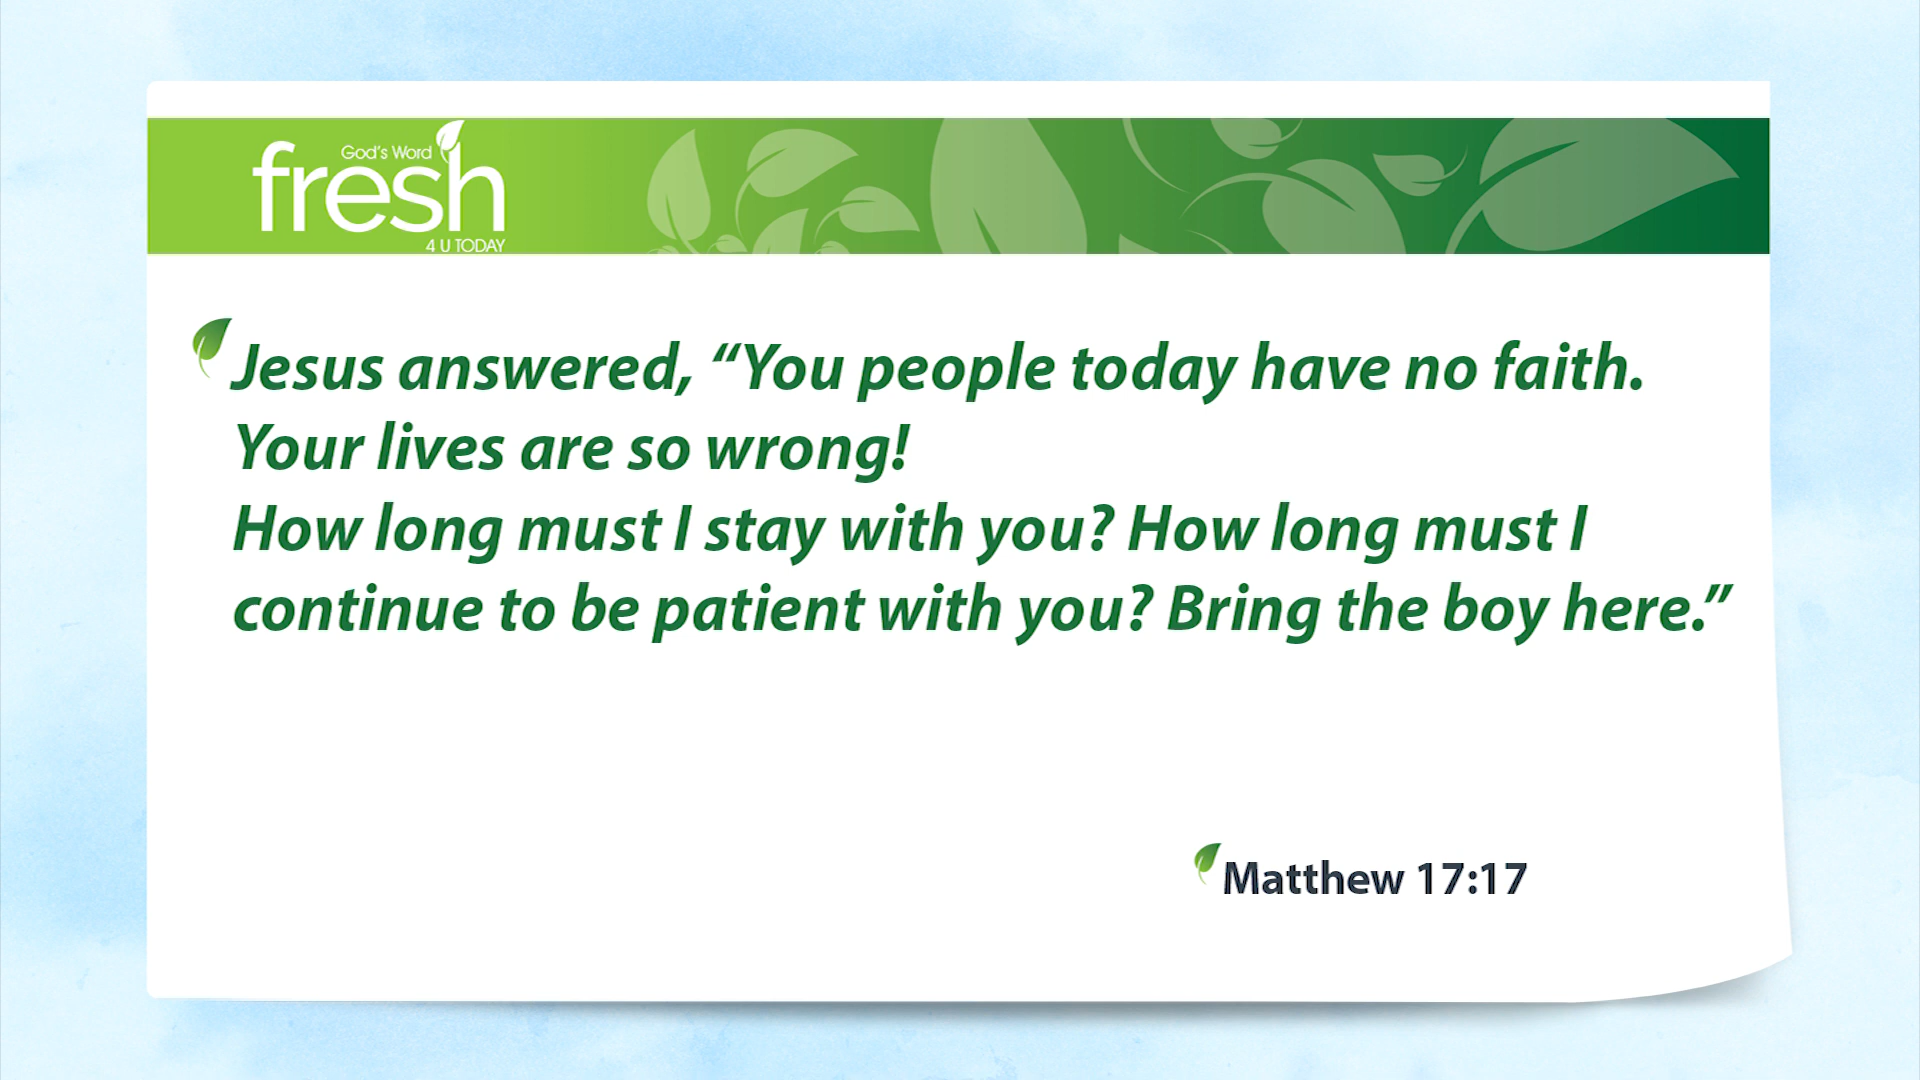 God's Word
fresh
4 U TODAY
Jesus answered, “You people today have no faith.
Your lives are so wrong!
How long must I stay with you? How long must I
continue to be patient with you? Bring the boy here.”
Matthew 17:17